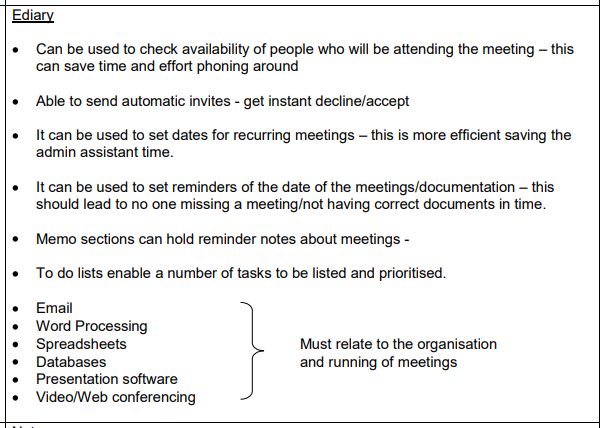 Ediary
• Can be used to check availability of people who will be attending the meeting – this
can save time and effort phoning around
• Able to send automatic invites - get instant decline/accept
• It can be used to set dates for recurring meetings – this is more efficient saving the
admin assistant time.
• It can be used to set reminders of the date of the meetings/documentation – this
should lead to no one missing a meeting/not having correct documents in time.
• Memo sections can hold reminder notes about meetings -
• To do lists enable a number of tasks to be listed and prioritised.
• Email
• Word Processing
• Spreadsheets
• Databases
• Presentation software
• Video/Web conferencing
Must relate to the organisation
and running of meetings